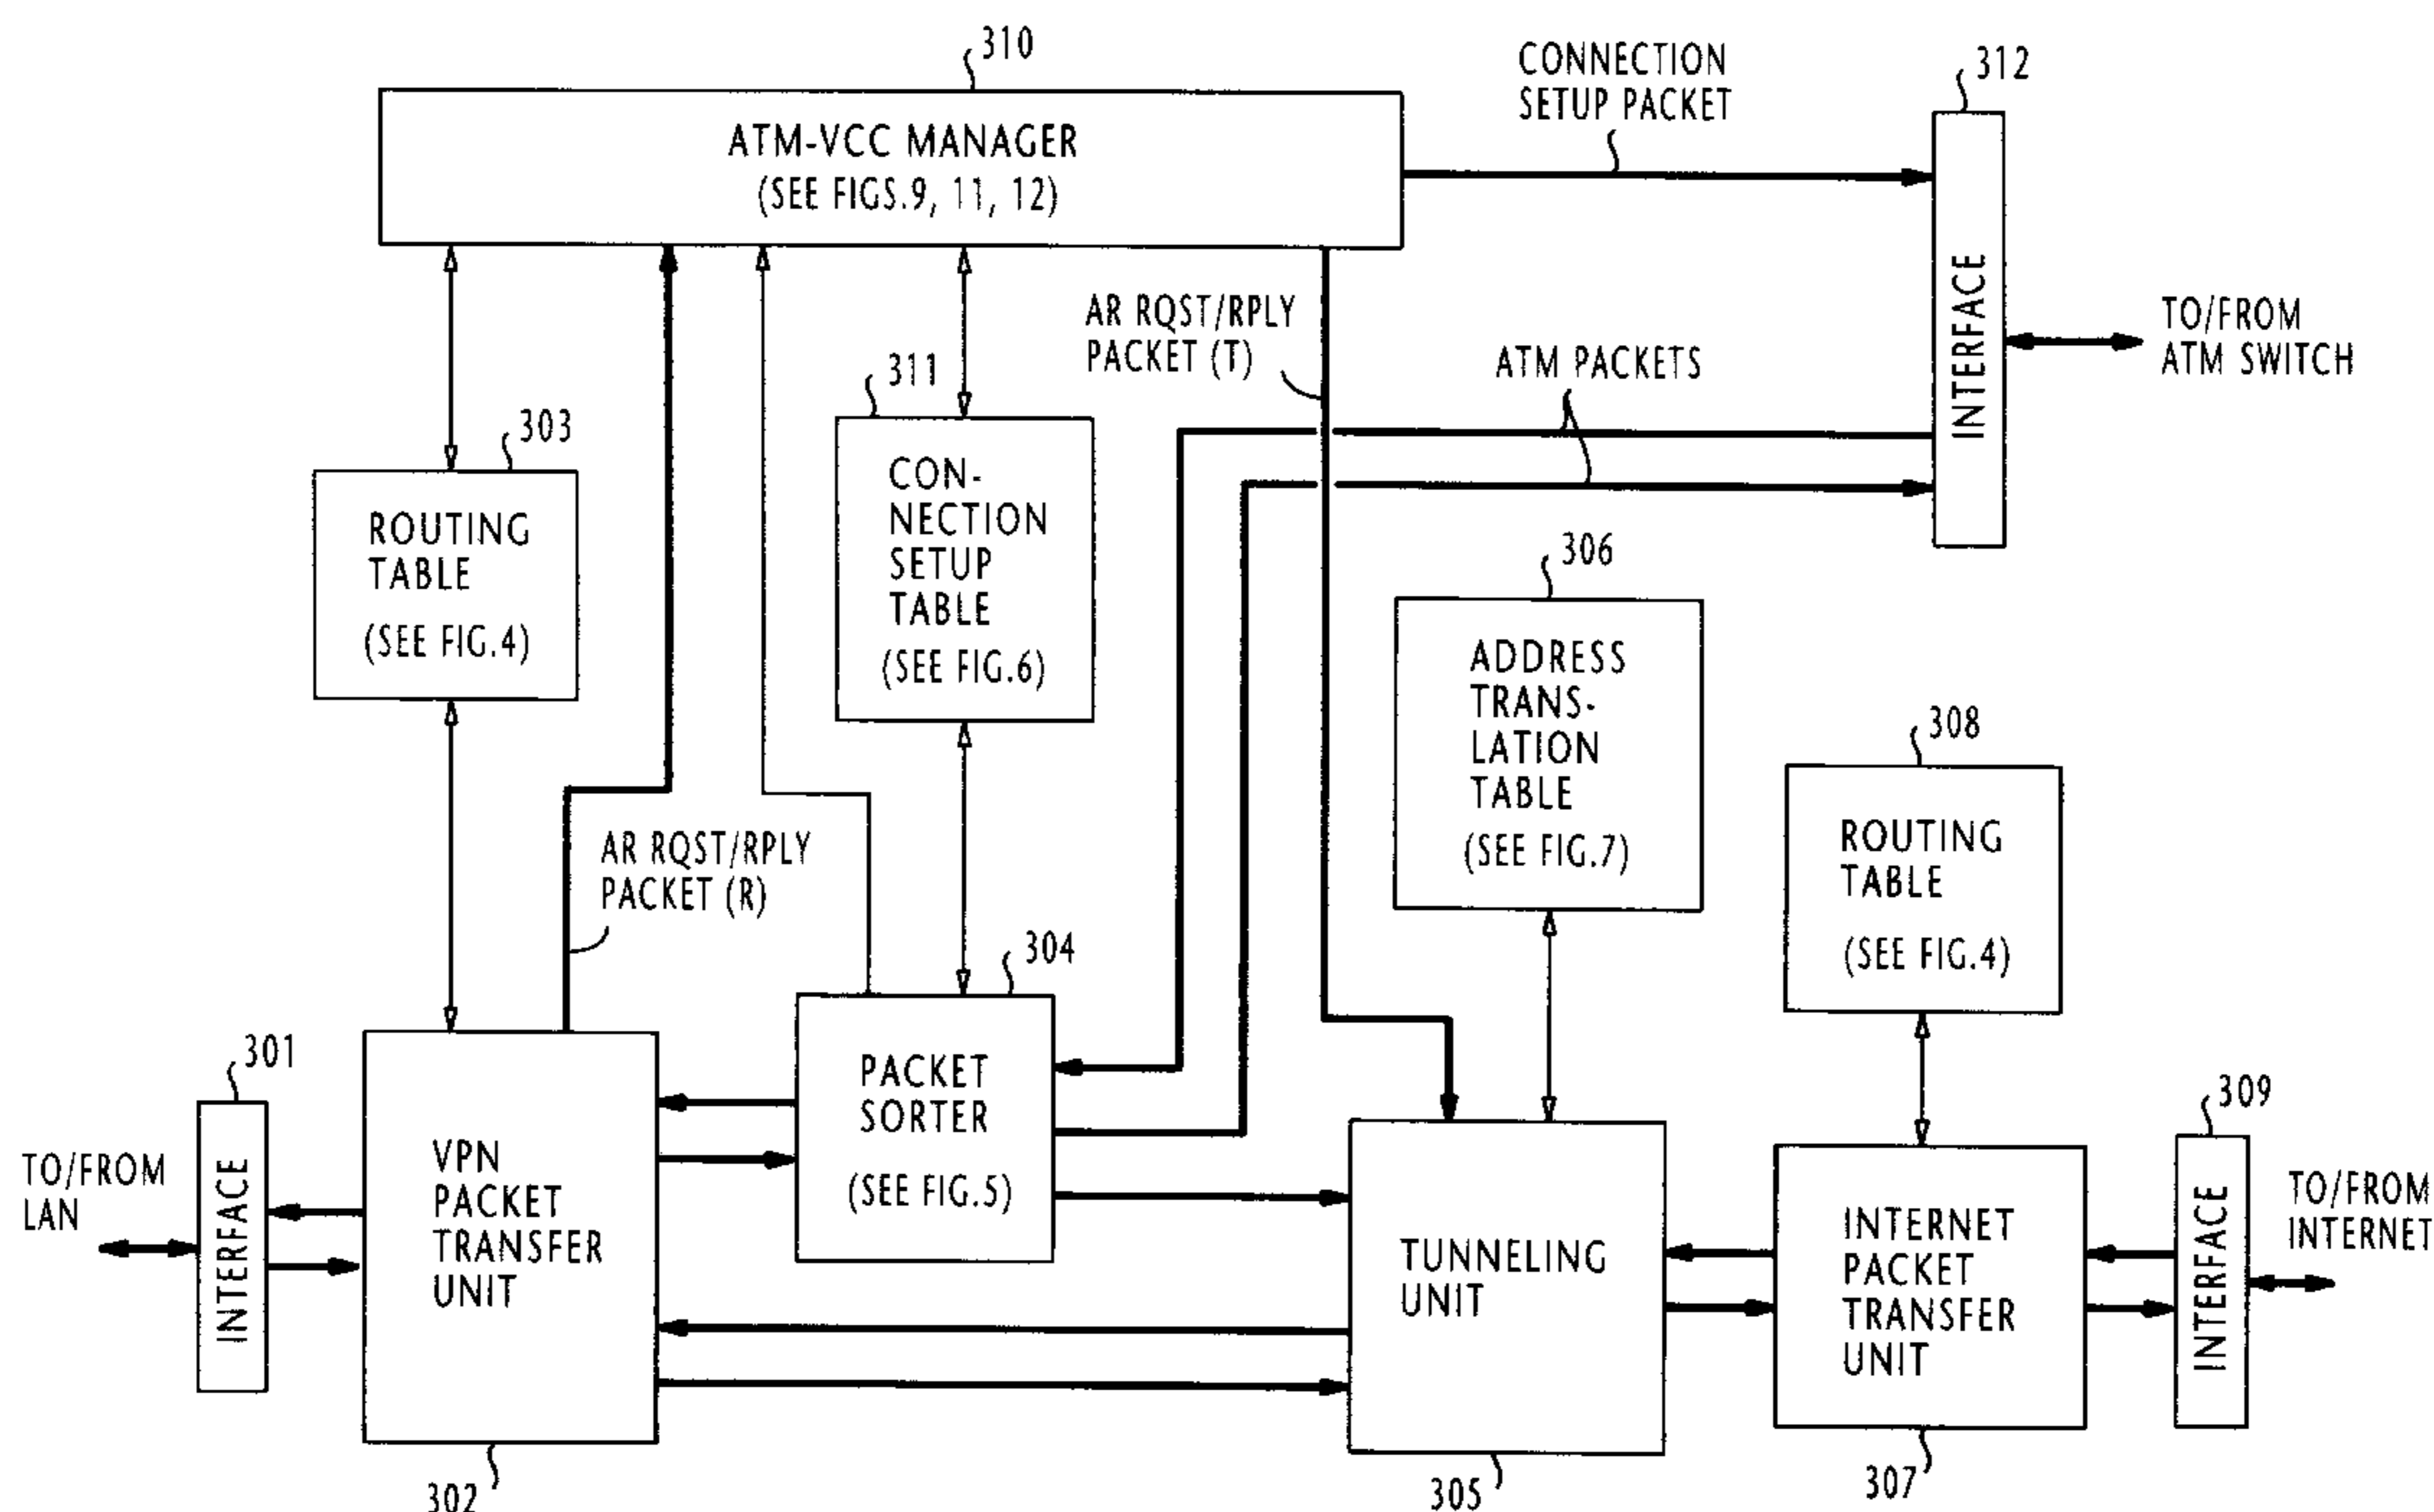 310
ATM-VCC MANAGER
(SEE FIGS.9, 11, 12)
CONNECTION
SETUP PACKET
312
INTERFACE
TO/FROM
ATM SWITCH
AR RQST/RPLY
PACKET (T)
ATM PACKETS
303
ROUTING
TABLE
(SEE FIG.4)
311
CON-
NECTION
SETUP
TABLE
(SEE FIG.6)
306
ADDRESS
TRANS-
LATION
TABLE
(SEE FIG.7)
308
ROUTING
TABLE
(SEE FIG.4)
AR RQST/RPLY
PACKET (R)
304
PACKET
SORTER
(SEE FIG.5)
301
TO/FROM
LAN
INTERFACE
VPN
PACKET
TRANSFER
UNIT
302
TUNNELING
UNIT
305
INTERNET
PACKET
TRANSFER
UNIT
307
309
INTERFACE
TO/FROM
INTERNET